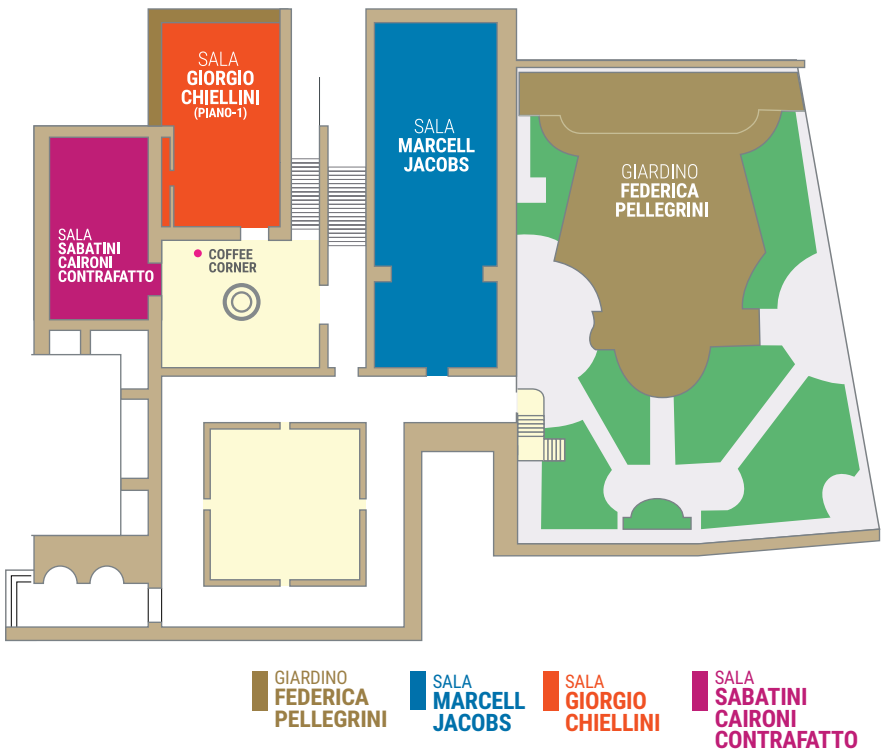 SALA
GIORGIO
CHIELLINI
(PIANO-1)
SALA
MARCELL
JACOBS
GIARDINO
FEDERICA
PELLEGRINI
SALA
SABATINI
CAIRONI
CONTRAFATTO
COFFEE
CORNER
GIARDINO
FEDERICA
PELLEGRINI
SALA
MARCELL
JACOBS
SALA
GIORGIO
CHIELLINI
SALA
SABATINI
CAIRONI
CONTRAFATTO